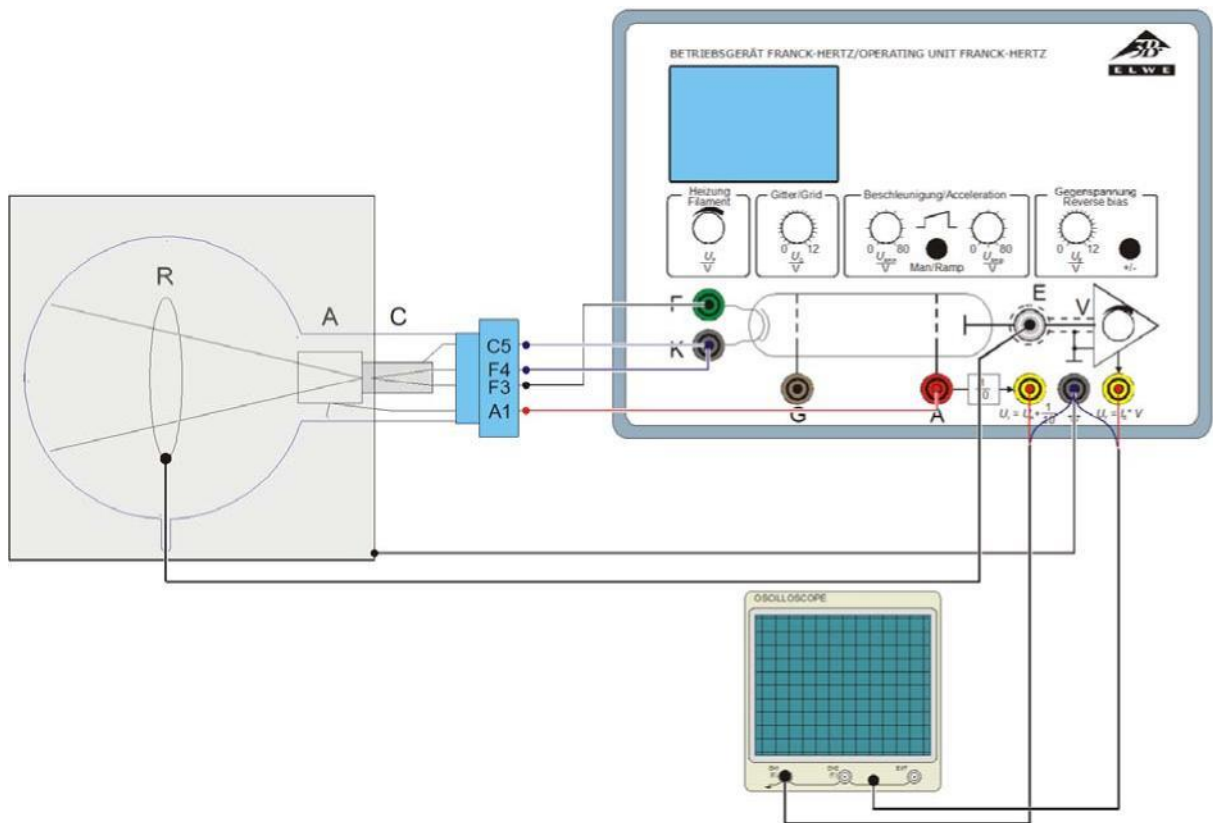 BETRIEBSGERÄT FRANCK-HERTZ/OPERATING UNIT FRANCK-HERTZ
3B
ELWE
Heizung
Filament
Gitter/Grid
Beschleunigung/Acceleration
Gegenspannung
Reverse bias
0 12
0 80
0 80
0 12
V
V
V
Man/Ramp
V
V
+/-
R
A
C
F
K
E
V
C5
F4
F3
A1
G
A
OSCILLOSCOPE